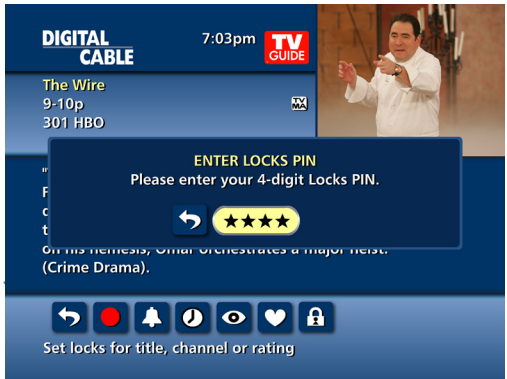 DIGITAL
CABLE
7:03pm
TV
GUIDE
The Wire
9-10p
TV
MA
301 HBO
ENTER LOCKS PIN
Please enter your 4-digit Locks PIN.
★★★★
on his nemesis, Omar orchestrates a major heist.
(Crime Drama).
Set locks for title, channel or rating